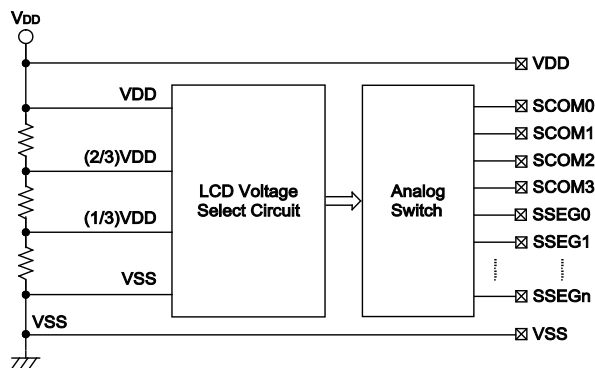 VDD
VDD
VDD
(2/3)VDD
(1/3)VDD
VSS
VSS
LCD Voltage
Select Circuit
Analog
Switch
SCOM0
SCOM1
SCOM2
SCOM3
SSEG0
SSEG1
SSEGn
VSS